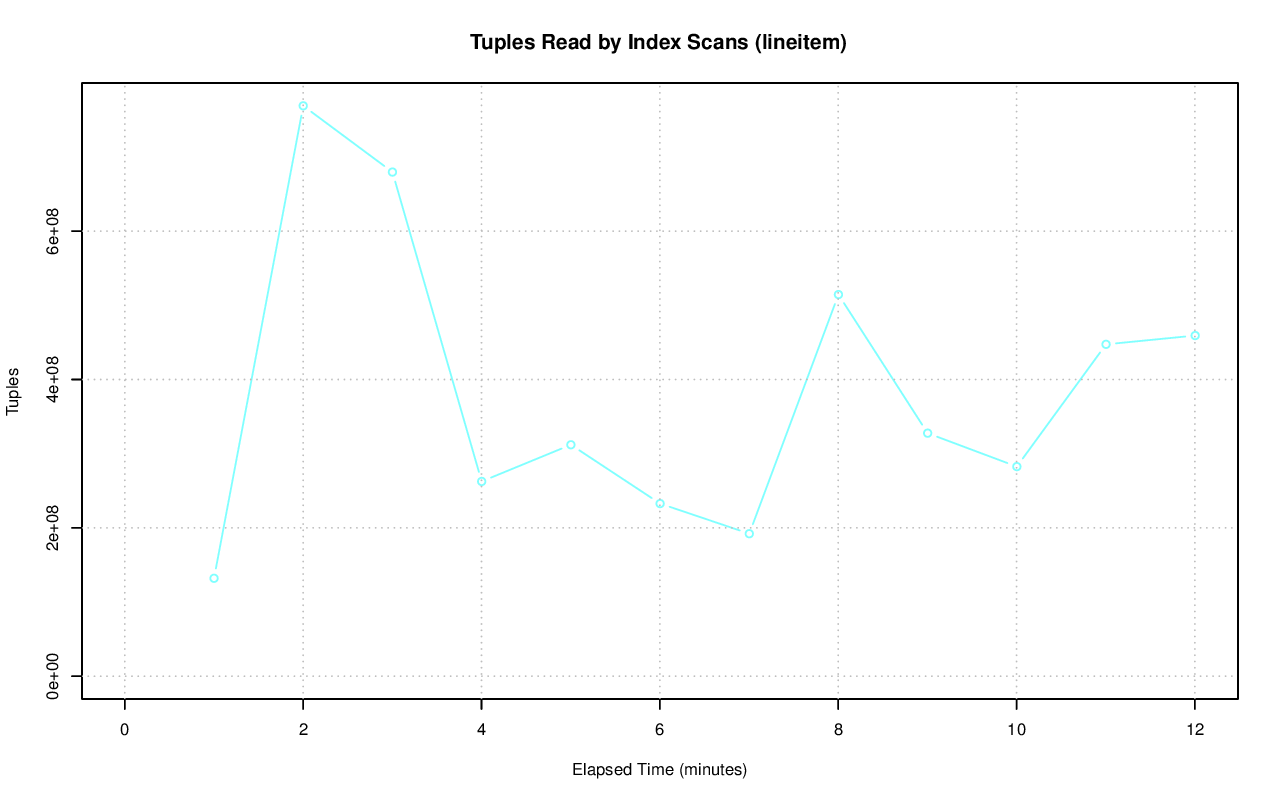 Tuples Read by Index Scans (lineitem)
Tuples
6e+08
4e+08
2e+08
0e+00
0 2 4 6 8 10 12
Elapsed Time (minutes)